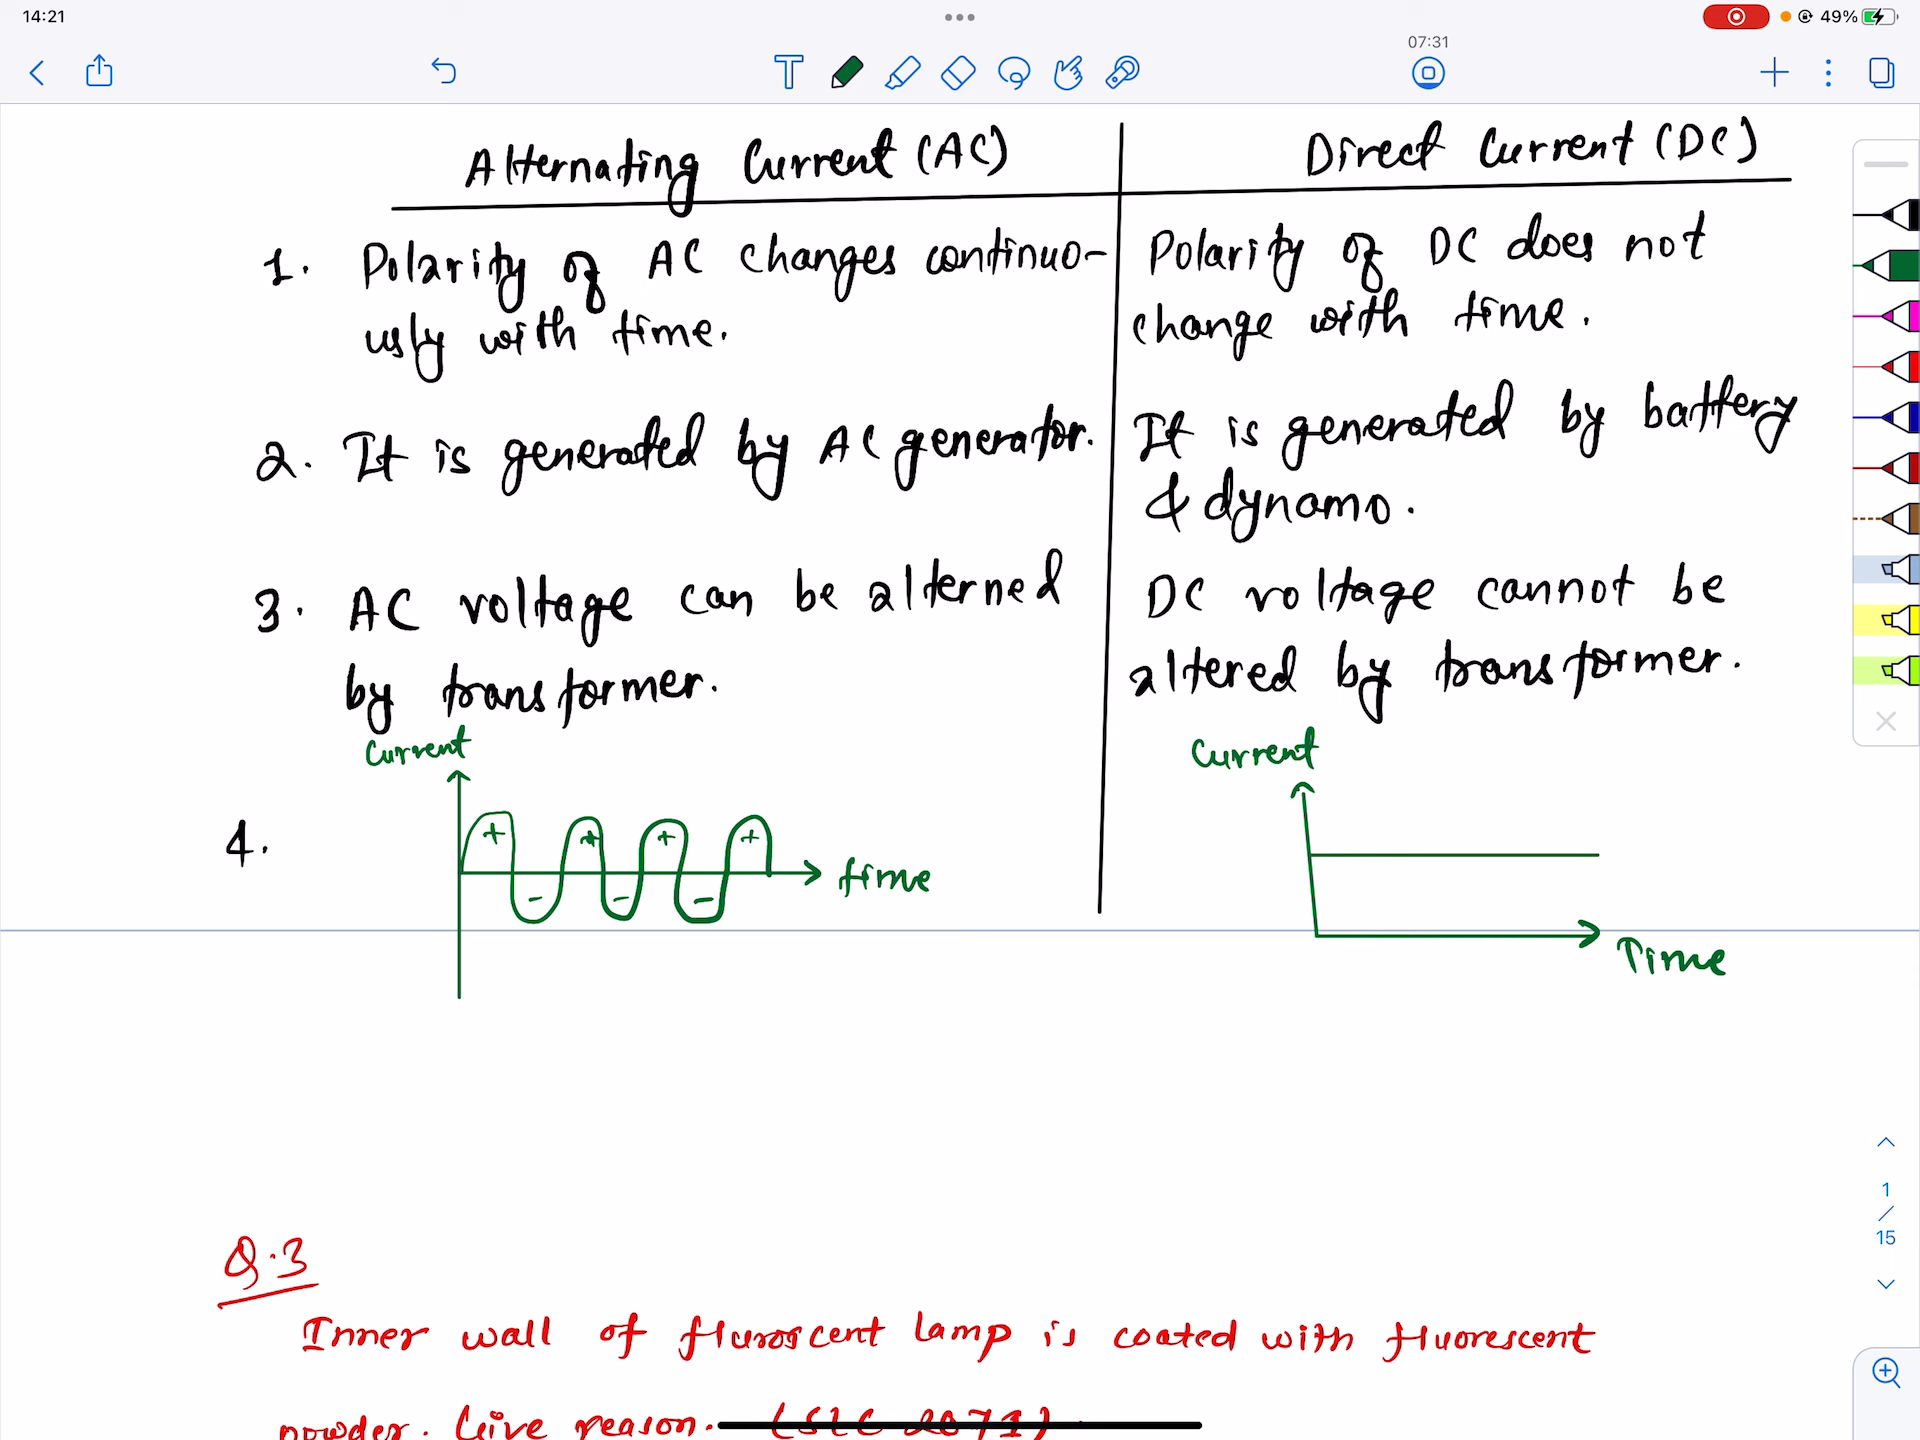 14:21
49%
07:31
Alternating Current (AC)
Direct Current (DC)
1. Polarity of AC changes continuo-
usly with time.
Polarity of DC does not
change with time.
2. It is generated by AC generator.
It is generated by battery
& dynamo.
3. AC voltage can be alterned
by transformer.
DC voltage cannot be
altered by transformer.
4.
Current
+ + + +
- - -
time
Current
Time
1
/
15
Q.3
Inner wall of fluroscent lamp is coated with fluorescent
powder. Give reason. (SLC 2071)